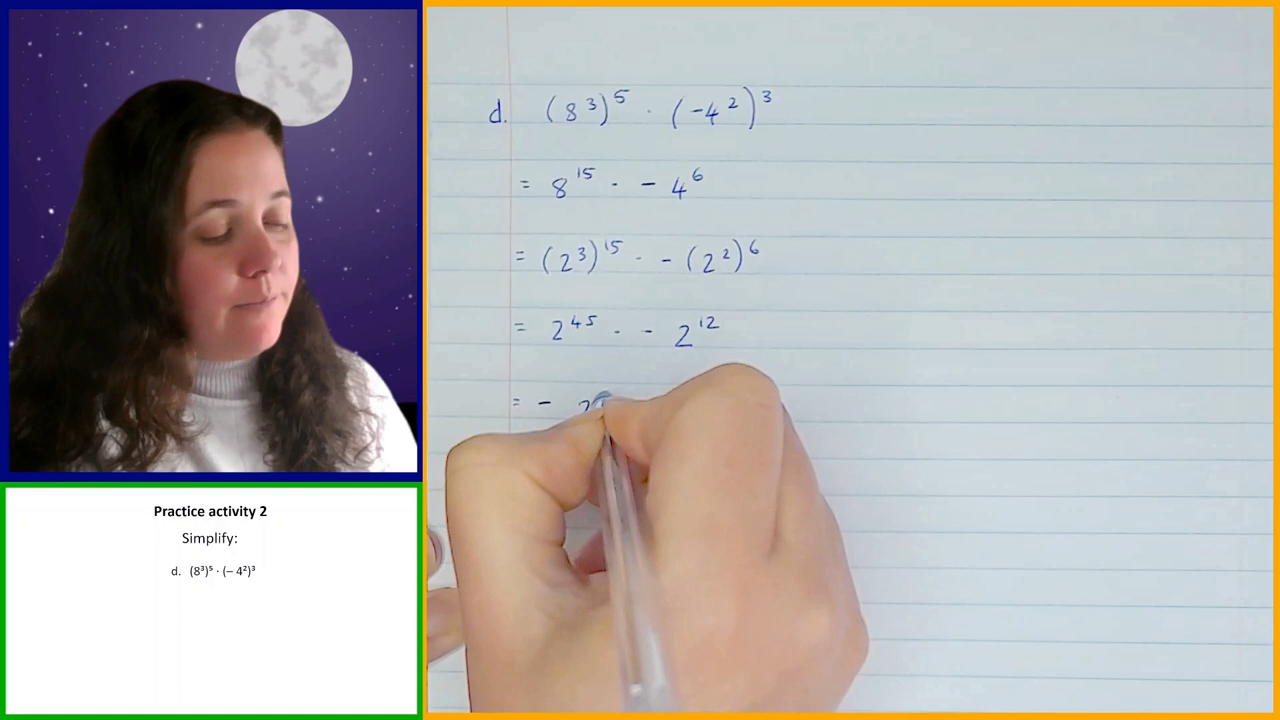 d. (8³)⁵ · (-4²)³
= 8¹⁵ · - 4⁶
= (2³)¹⁵ · - (2²)⁶
= 2⁴⁵ · - 2¹²
= - 2
Practice activity 2
Simplify:
d. (8³)⁵ · (– 4²)³